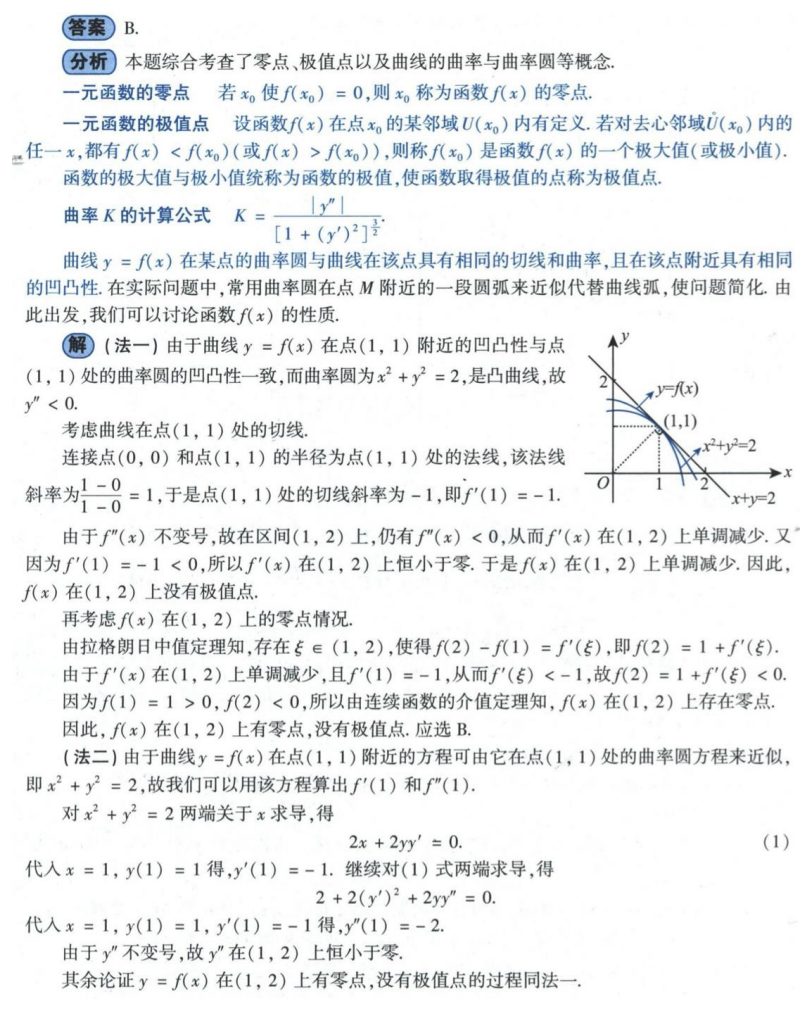 答案 B.
分析 本题综合考查了零点、极值点以及曲线的曲率与曲率圆等概念.
一元函数的零点 若 x₀ 使 f(x₀) = 0,则 x₀ 称为函数 f(x) 的零点.
一元函数的极值点 设函数 f(x) 在点 x₀ 的某邻域 U(x₀) 内有定义. 若对去心邻域 Ů(x₀) 内的
任一 x,都有 f(x) < f(x₀)(或 f(x) > f(x₀)),则称 f(x₀) 是函数 f(x) 的一个极大值(或极小值).
函数的极大值与极小值统称为函数的极值,使函数取得极值的点称为极值点.
曲率 K 的计算公式 K = |y″| / [1 + (y′)²]^{3/2}.
曲线 y = f(x) 在某点的曲率圆与曲线在该点具有相同的切线和曲率,且在该点附近具有相同
的凹凸性. 在实际问题中,常用曲率圆在点 M 附近的一段圆弧来近似代替曲线弧,使问题简化. 由
此出发,我们可以讨论函数 f(x) 的性质.
解 (法一) 由于曲线 y = f(x) 在点(1, 1) 附近的凹凸性与点
(1, 1) 处的曲率圆的凹凸性一致,而曲率圆为 x² + y² = 2,是凸曲线,故
y″ < 0.
考虑曲线在点(1, 1) 处的切线.
连接点(0, 0) 和点(1, 1) 的半径为点(1, 1) 处的法线,该法线
斜率为 (1 - 0)/(1 - 0) = 1,于是点(1, 1) 处的切线斜率为 - 1,即 f′(1) = - 1.
y
2
y=f(x)
(1,1)
x²+y²=2
O
1
2
x
x+y=2
由于 f″(x) 不变号,故在区间(1, 2) 上,仍有 f″(x) < 0,从而 f′(x) 在(1, 2) 上单调减少. 又
因为 f′(1) = - 1 < 0,所以 f′(x) 在(1, 2) 上恒小于零. 于是 f(x) 在(1, 2) 上单调减少. 因此,
f(x) 在(1, 2) 上没有极值点.
再考虑 f(x) 在(1, 2) 上的零点情况.
由拉格朗日中值定理知,存在 ξ ∈ (1, 2),使得 f(2) - f(1) = f′(ξ),即 f(2) = 1 + f′(ξ).
由于 f′(x) 在(1, 2) 上单调减少,且 f′(1) = - 1,从而 f′(ξ) < - 1,故 f(2) = 1 + f′(ξ) < 0.
因为 f(1) = 1 > 0, f(2) < 0,所以由连续函数的介值定理知, f(x) 在(1, 2) 上存在零点.
因此, f(x) 在(1, 2) 上有零点,没有极值点. 应选 B.
(法二) 由于曲线 y = f(x) 在点(1, 1) 附近的方程可由它在点(1, 1) 处的曲率圆方程来近似,
即 x² + y² = 2,故我们可以用该方程算出 f′(1) 和 f″(1).
对 x² + y² = 2 两端关于 x 求导,得
2x + 2yy′ = 0. (1)
代入 x = 1, y(1) = 1 得,y′(1) = - 1. 继续对(1) 式两端求导,得
2 + 2(y′)² + 2yy″ = 0.
代入 x = 1, y(1) = 1, y′(1) = - 1 得,y″(1) = - 2.
由于 y″ 不变号,故 y″ 在(1, 2) 上恒小于零.
其余论证 y = f(x) 在(1, 2) 上有零点,没有极值点的过程同法一.